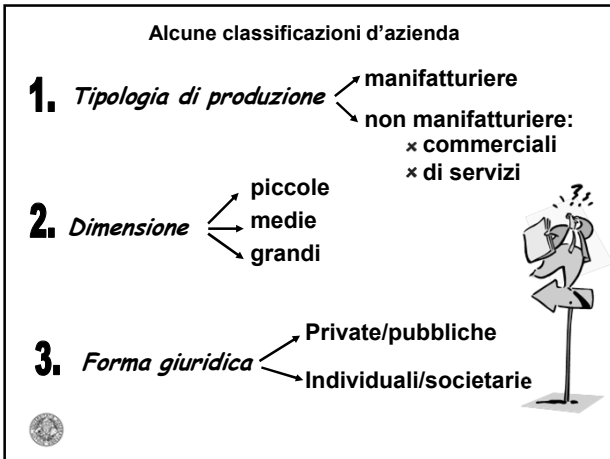 Alcune classificazioni d'azienda
1. Tipologia di produzione
manifatturiere
non manifatturiere:
× commerciali
× di servizi
2. Dimensione
piccole
medie
grandi
3. Forma giuridica
Private/pubbliche
Individuali/societarie
?